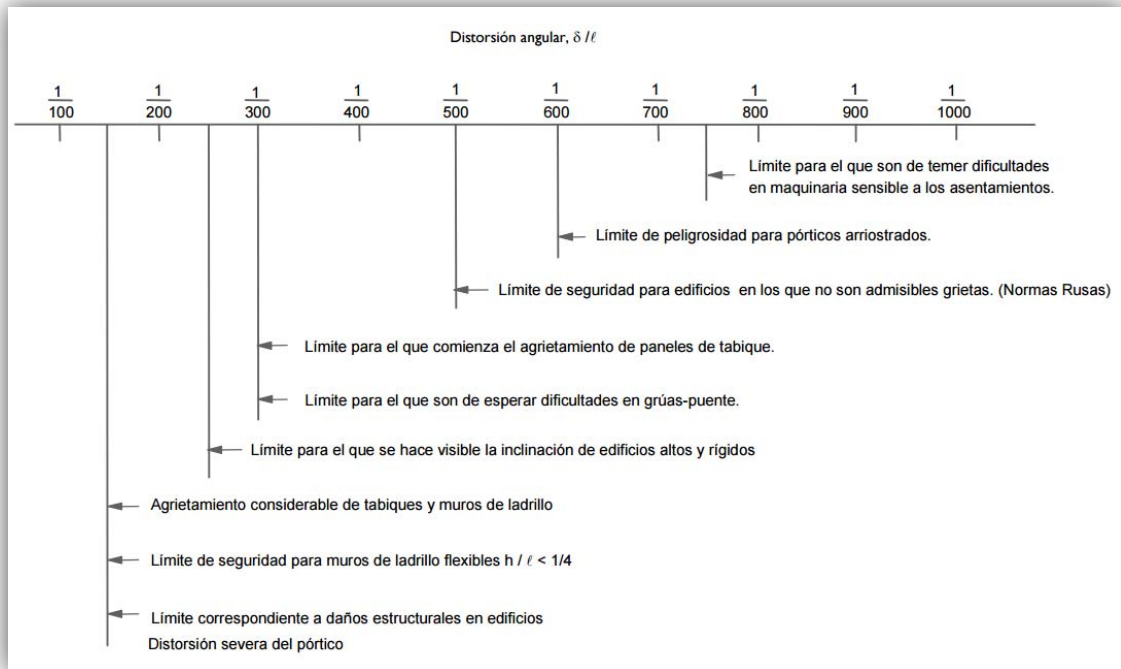 Distorsión angular, δ /ℓ
1/100 1/200 1/300 1/400 1/500 1/600 1/700 1/800 1/900 1/1000
Límite para el que son de temer dificultades
en maquinaria sensible a los asentamientos.
Límite de peligrosidad para pórticos arriostrados.
Límite de seguridad para edificios en los que no son admisibles grietas. (Normas Rusas)
Límite para el que comienza el agrietamiento de paneles de tabique.
Límite para el que son de esperar dificultades en grúas-puente.
Límite para el que se hace visible la inclinación de edificios altos y rígidos
Agrietamiento considerable de tabiques y muros de ladrillo
Límite de seguridad para muros de ladrillo flexibles h / ℓ < 1/4
Límite correspondiente a daños estructurales en edificios
Distorsión severa del pórtico